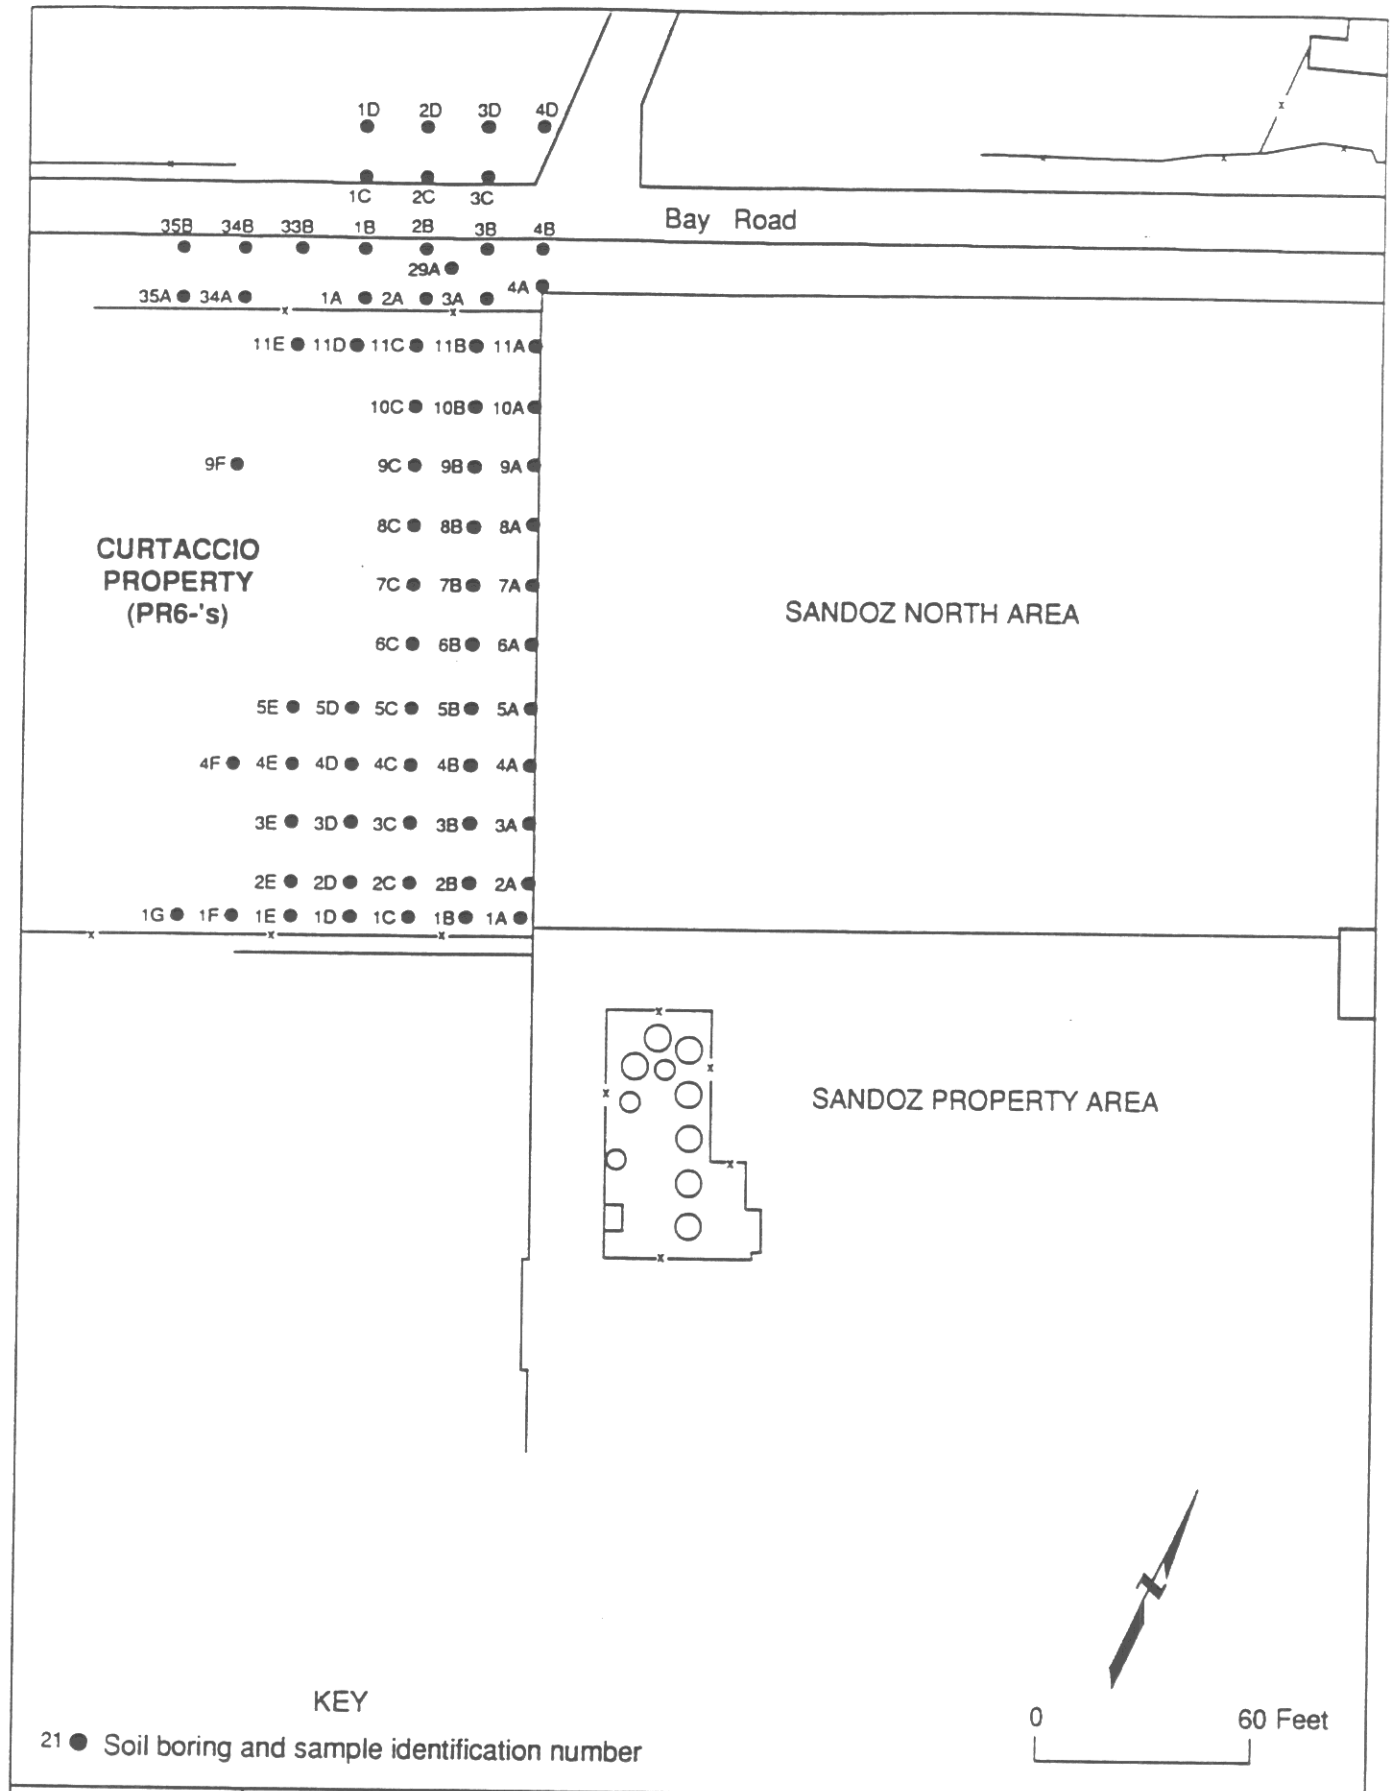 1D 2D 3D 4D
1C 2C 3C
Bay Road
35B 34B 33B 1B 2B 3B 4B
29A
4A
35A 34A 1A 2A 3A
11E 11D 11C 11B 11A
10C 10B 10A
9F 9C 9B 9A
8C 8B 8A
CURTACCIO
PROPERTY
(PR6-'s)
7C 7B 7A
SANDOZ NORTH AREA
6C 6B 6A
5E 5D 5C 5B 5A
4F 4E 4D 4C 4B 4A
3E 3D 3C 3B 3A
2E 2D 2C 2B 2A
1G 1F 1E 1D 1C 1B 1A
SANDOZ PROPERTY AREA
Z
KEY
0 60 Feet
21 Soil boring and sample identification number